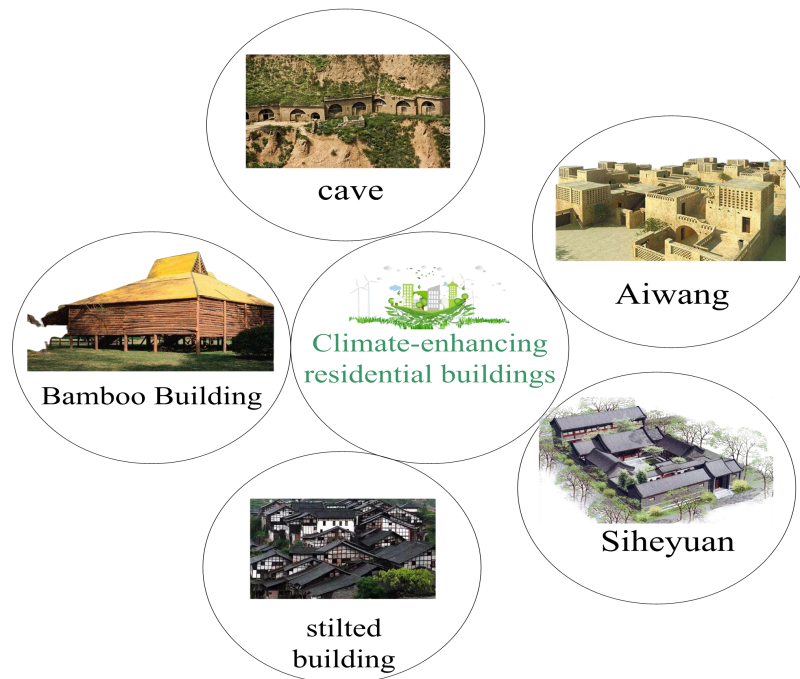 cave
Aiwang
Climate-enhancing
residential buildings
Bamboo Building
Siheyuan
stilted
building